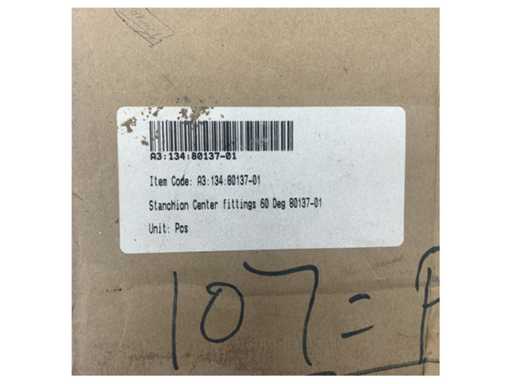 A3:134:80137-01
Item Code: A3:134:80137-01
Stanchion Center fittings 60 Deg 80137-01
Unit: Pcs
107 =